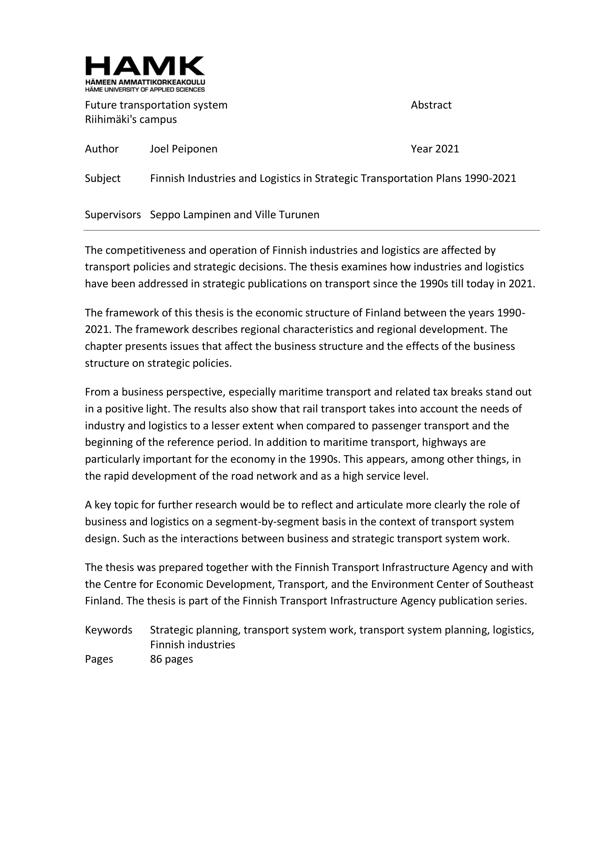 HAMK
HÄMEEN AMMATTIKORKEAKOULU
HÄME UNIVERSITY OF APPLIED SCIENCES
Future transportation system Abstract
Riihimäki's campus
Author Joel Peiponen Year 2021
Subject Finnish Industries and Logistics in Strategic Transportation Plans 1990-2021
Supervisors Seppo Lampinen and Ville Turunen
The competitiveness and operation of Finnish industries and logistics are affected by
transport policies and strategic decisions. The thesis examines how industries and logistics
have been addressed in strategic publications on transport since the 1990s till today in 2021.
The framework of this thesis is the economic structure of Finland between the years 1990-
2021. The framework describes regional characteristics and regional development. The
chapter presents issues that affect the business structure and the effects of the business
structure on strategic policies.
From a business perspective, especially maritime transport and related tax breaks stand out
in a positive light. The results also show that rail transport takes into account the needs of
industry and logistics to a lesser extent when compared to passenger transport and the
beginning of the reference period. In addition to maritime transport, highways are
particularly important for the economy in the 1990s. This appears, among other things, in
the rapid development of the road network and as a high service level.
A key topic for further research would be to reflect and articulate more clearly the role of
business and logistics on a segment-by-segment basis in the context of transport system
design. Such as the interactions between business and strategic transport system work.
The thesis was prepared together with the Finnish Transport Infrastructure Agency and with
the Centre for Economic Development, Transport, and the Environment Center of Southeast
Finland. The thesis is part of the Finnish Transport Infrastructure Agency publication series.
Keywords Strategic planning, transport system work, transport system planning, logistics,
Finnish industries
Pages 86 pages